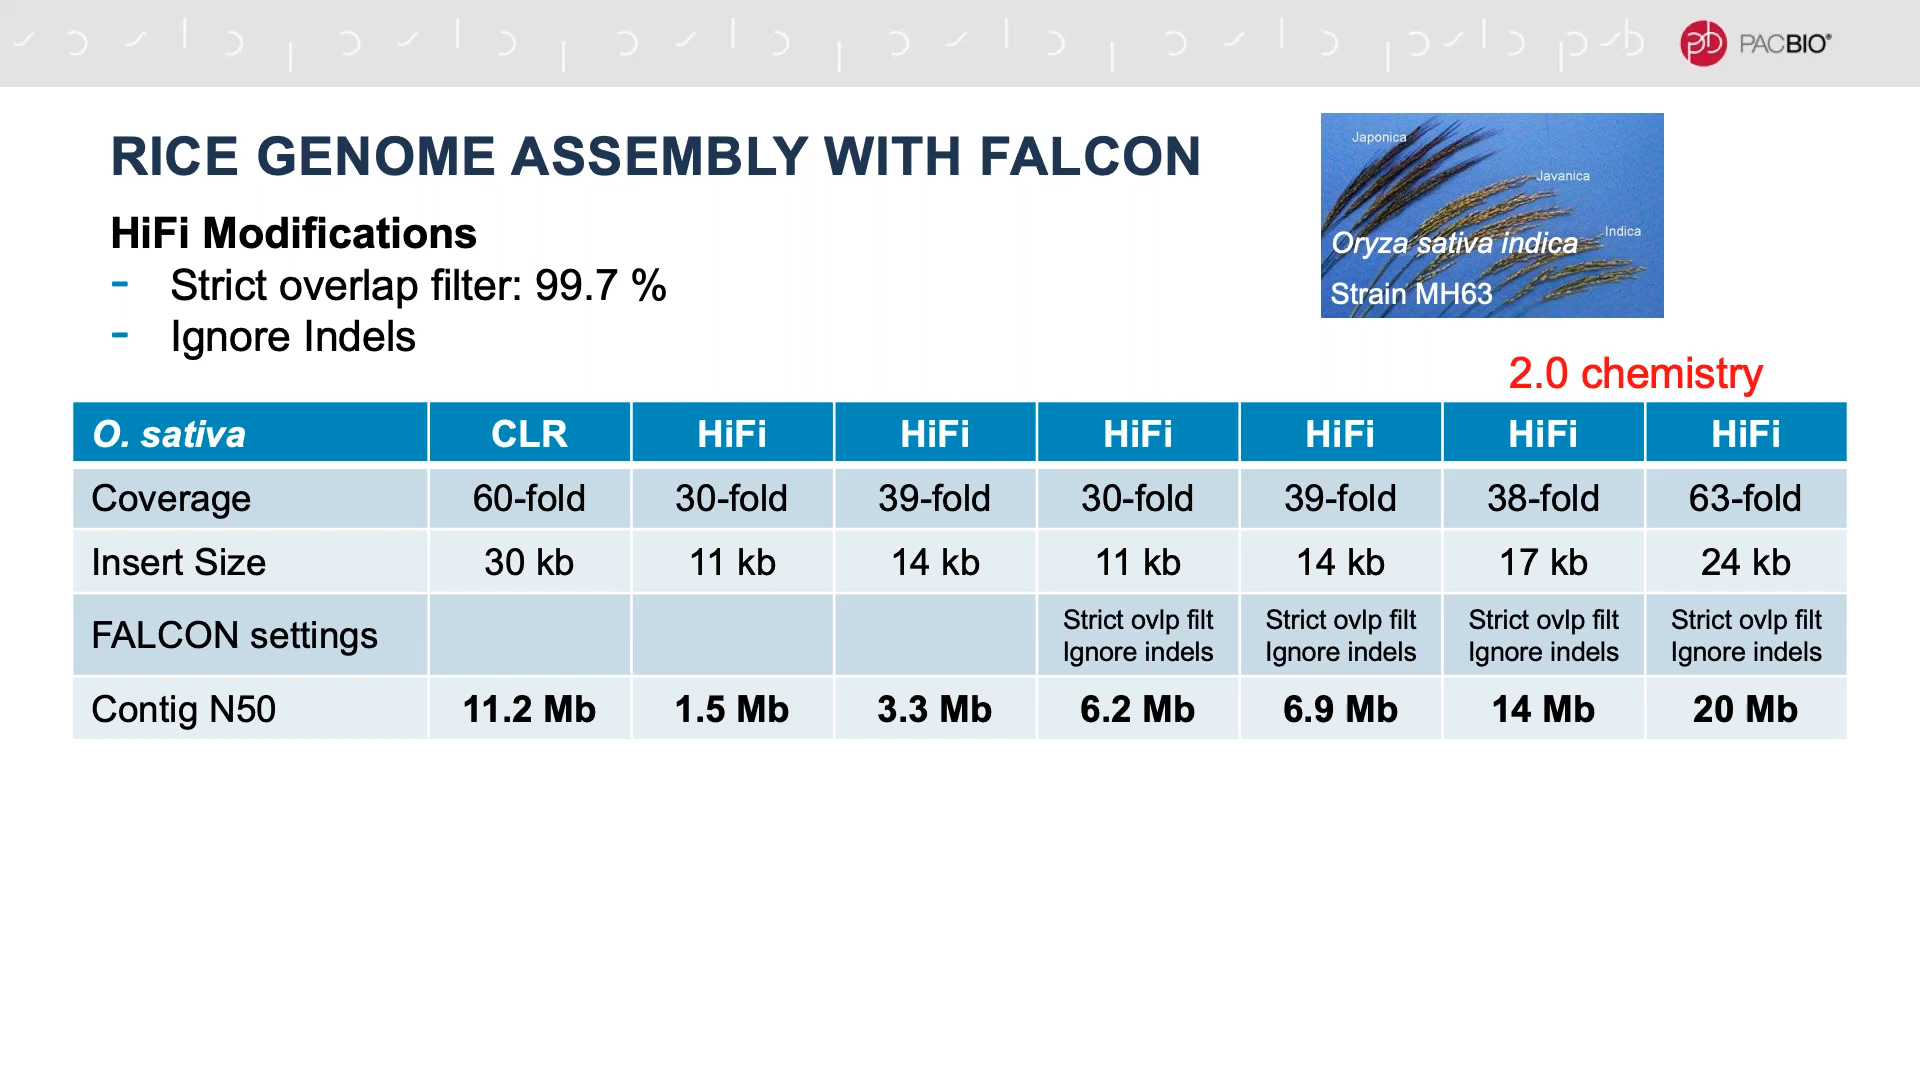 PACBIO®
RICE GENOME ASSEMBLY WITH FALCON
HiFi Modifications
- Strict overlap filter: 99.7 %
- Ignore Indels
Japonica
Javanica
Indica
Oryza sativa indica
Strain MH63
2.0 chemistry
O. sativa CLR HiFi HiFi HiFi HiFi HiFi HiFi
Coverage 60-fold 30-fold 39-fold 30-fold 39-fold 38-fold 63-fold
Insert Size 30 kb 11 kb 14 kb 11 kb 14 kb 17 kb 24 kb
FALCON settings Strict ovlp filt Strict ovlp filt Strict ovlp filt Strict ovlp filt
Ignore indels Ignore indels Ignore indels Ignore indels
Contig N50 11.2 Mb 1.5 Mb 3.3 Mb 6.2 Mb 6.9 Mb 14 Mb 20 Mb